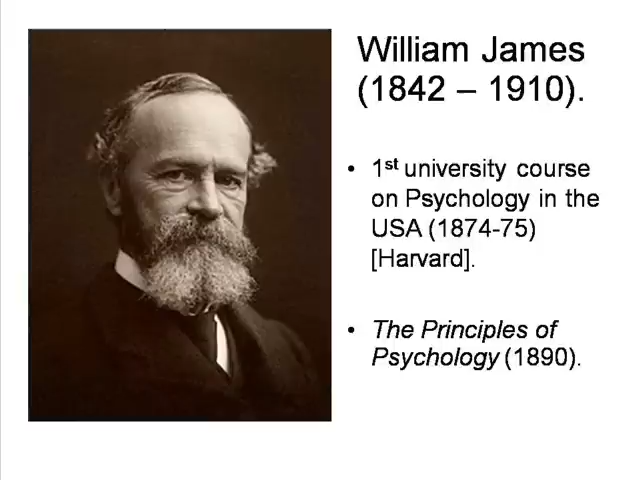 William James
(1842 – 1910).
• 1st university course
on Psychology in the
USA (1874-75)
[Harvard].
• The Principles of
Psychology (1890).